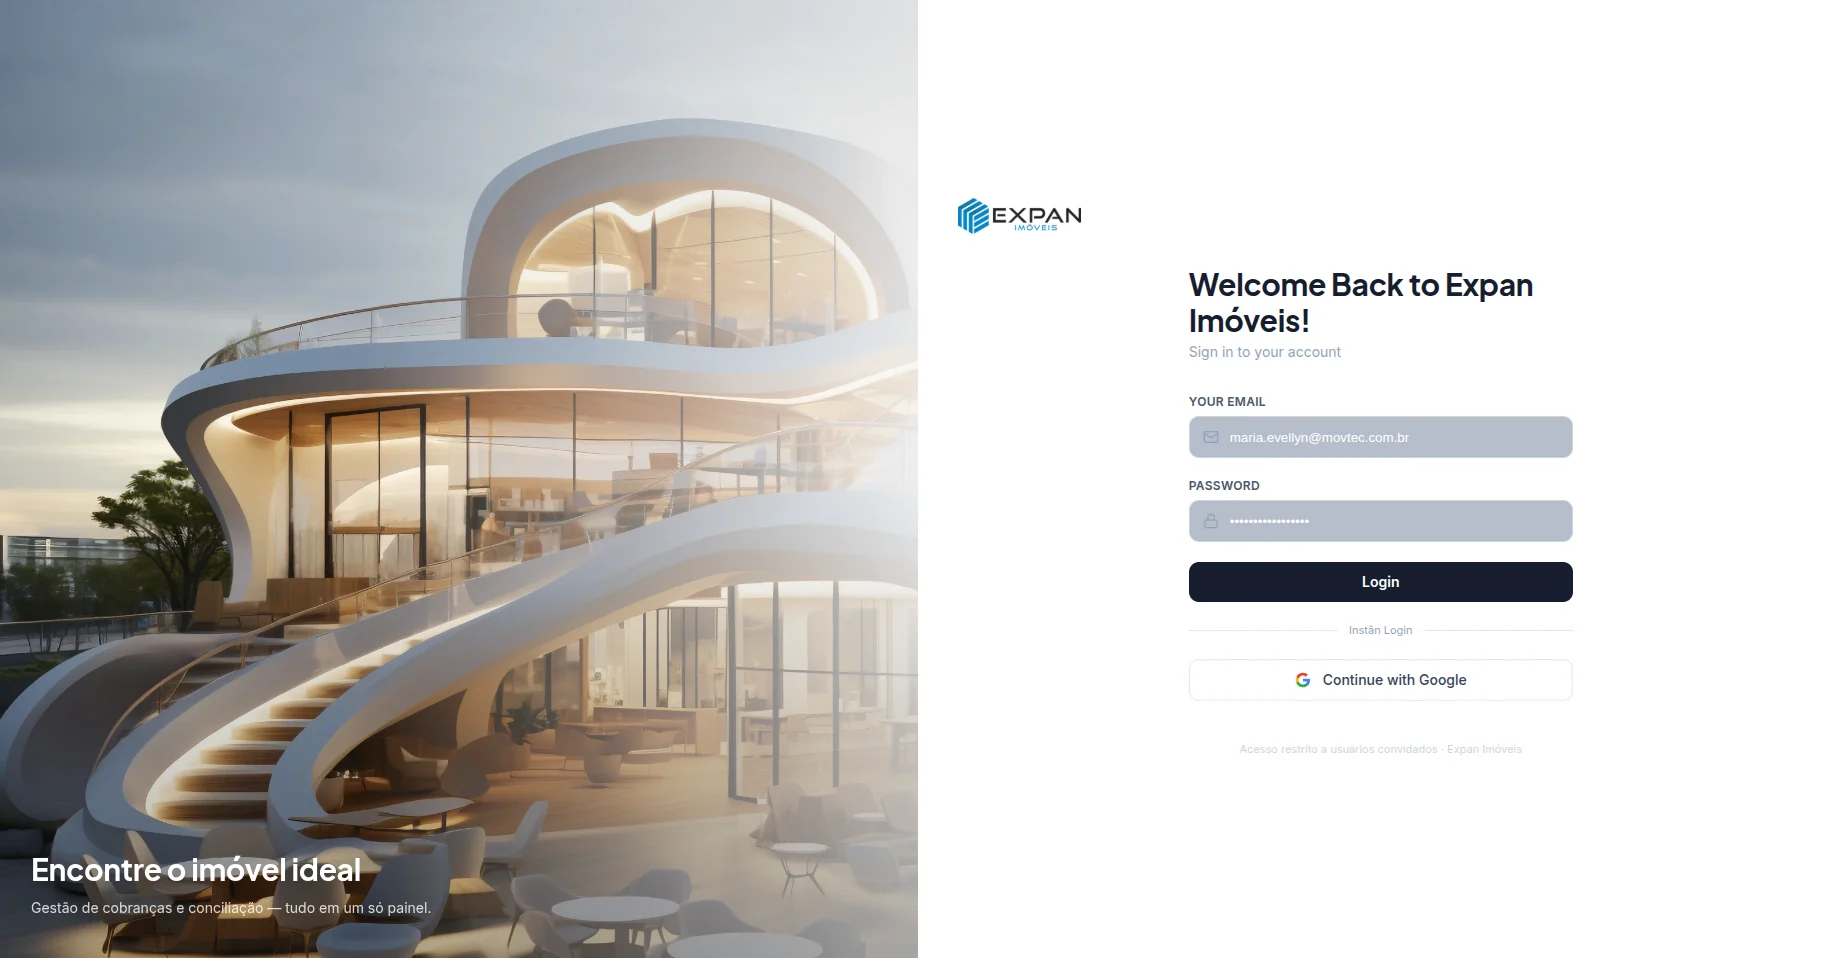 Encontre o imóvel ideal
Gestão de cobranças e conciliação — tudo em um só painel.
EXPAN
IMÓVEIS
Welcome Back to Expan
Imóveis!
Sign in to your account
YOUR EMAIL
maria.evellyn@movtec.com.br
PASSWORD
•••••••••••••••••
Login
Instân Login
Continue with Google
Acesso restrito a usuários convidados · Expan Imóveis